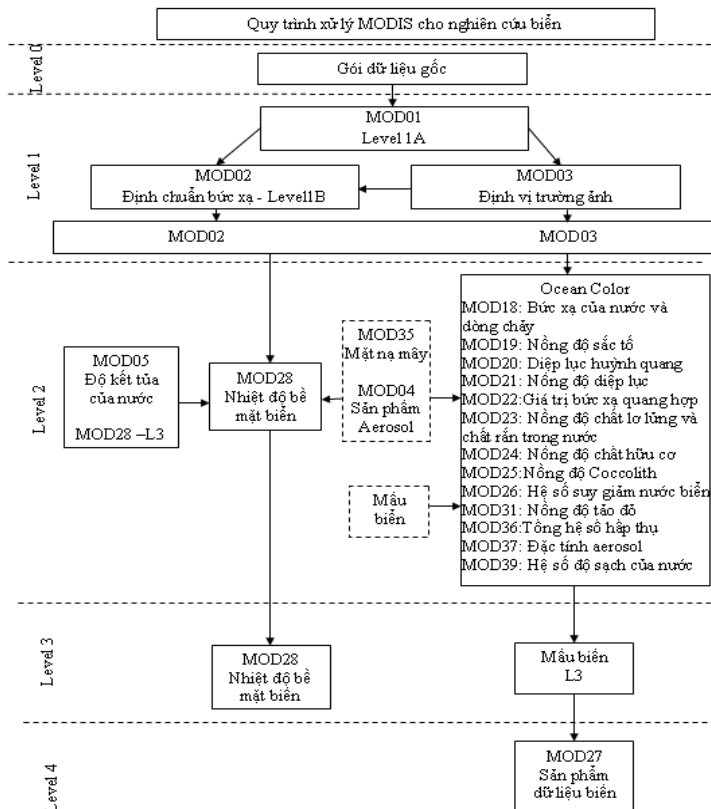 Quy trình xử lý MODIS cho nghiên cứu biển
Level 0
Gói dữ liệu gốc
Level 1
MOD01
Level 1A
MOD02
Định chuẩn bức xạ - Level1B
MOD03
Định vị trường ảnh
MOD02
MOD03
Level 2
MOD05
Độ kết tủa
của nước
MOD28 –L3
MOD28
Nhiệt độ bề
mặt biển
MOD35
Mặt nạ mây
MOD04
Sản phẩm
Aerosol
Mầu
biển
Ocean Color
MOD18: Bức xạ của nước và
dòng chảy
MOD19: Nồng độ sắc tố
MOD20: Diệp lục huỳnh quang
MOD21: Nồng độ diệp lục
MOD22:Giá trị bức xạ quang hợp
MOD23: Nồng độ chất lơ lửng và
chất rắn trong nước
MOD24: Nồng độ chất hữu cơ
MOD25:Nồng độ Coccolith
MOD26: Hệ số suy giảm nước biển
MOD31: Nồng độ tảo đỏ
MOD36:Tổng hệ số hấp thụ
MOD37: Đặc tính aerosol
MOD39: Hệ số độ sạch của nước
Level 3
MOD28
Nhiệt độ bề
mặt biển
Mầu biển
L3
Level 4
MOD27
Sản phẩm
dữ liệu biển